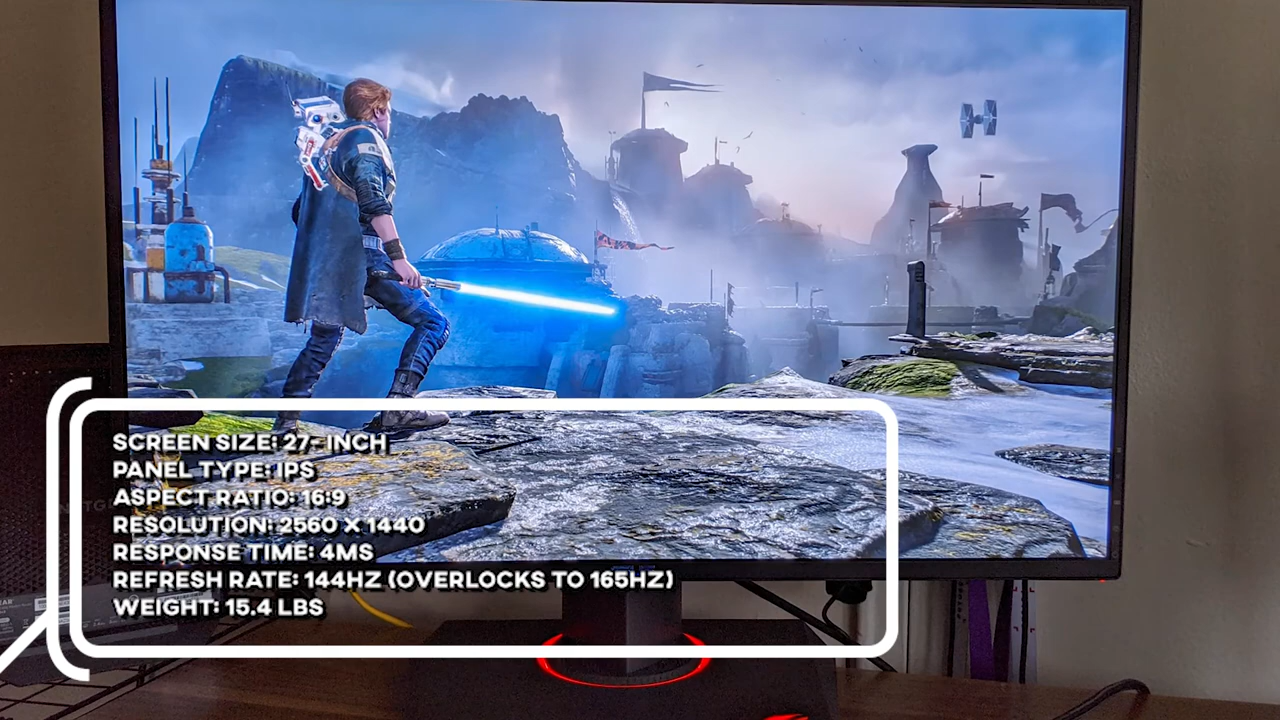 SCREEN SIZE: 27- INCH
PANEL TYPE: IPS
ASPECT RATIO: 16:9
RESOLUTION: 2560 X 1440
RESPONSE TIME: 4MS
REFRESH RATE: 144HZ (OVERLOCKS TO 165HZ)
WEIGHT: 15.4 LBS